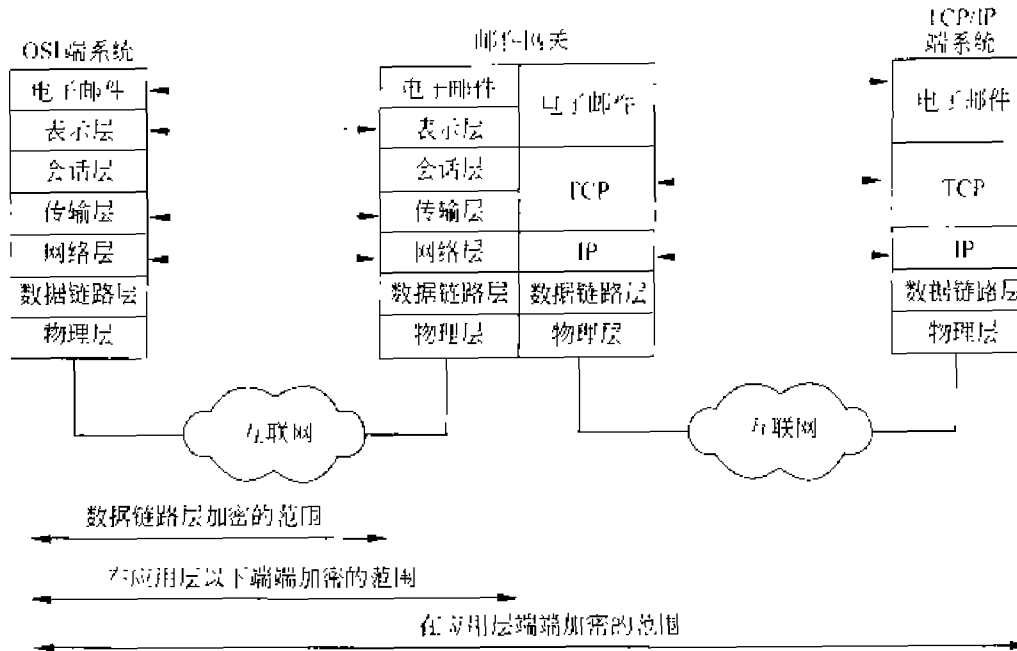 OSI端系统
邮件网关
TCP/IP
端系统
电子邮件
表示层
会话层
传输层
网络层
数据链路层
物理层
电子邮件
表示层
会话层
传输层
网络层
数据链路层
物理层
电子邮件
TCP
IP
数据链路层
物理层
电子邮件
TCP
IP
数据链路层
物理层
互联网
互联网
数据链路层加密的范围
在应用层以下端端加密的范围
在应用层端端加密的范围